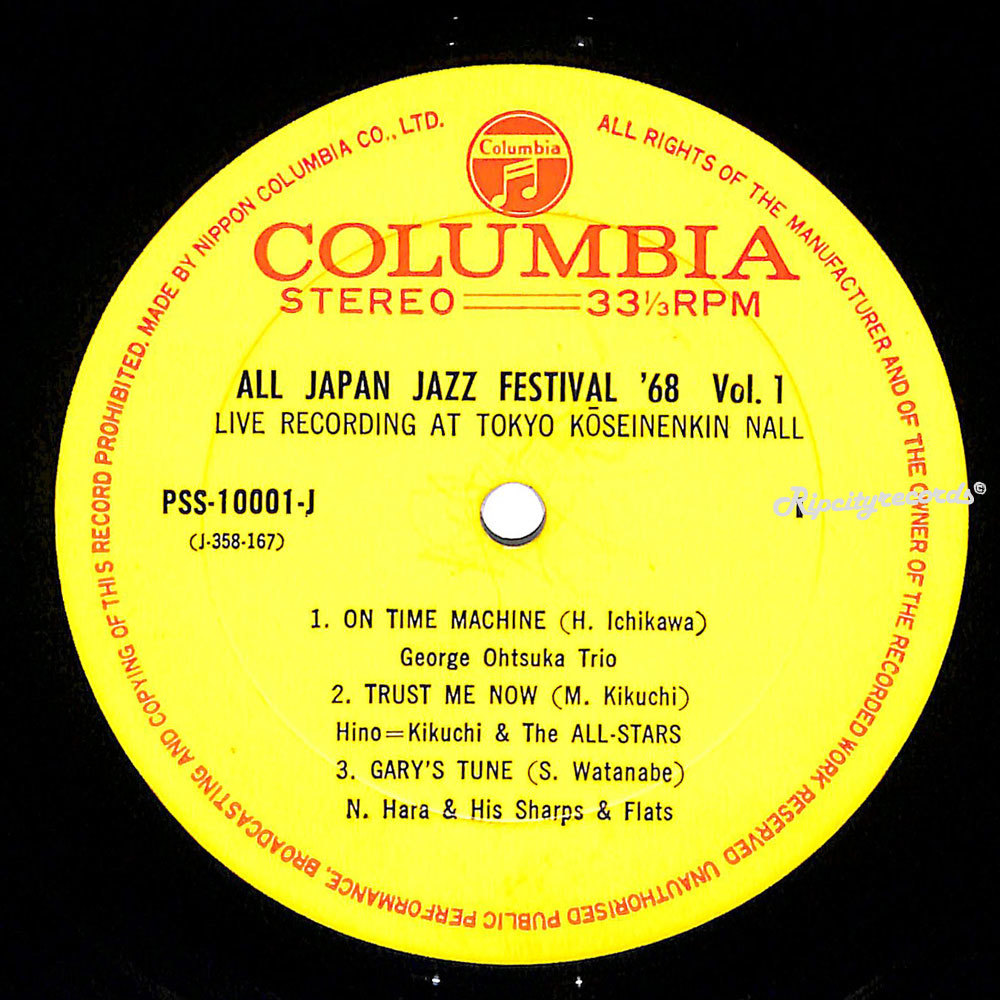 MADE BY NIPPON COLUMBIA CO., LTD.
ALL RIGHTS OF THE MANUFACTURER AND OF THE OWNER OF THE RECORDED WORK RESERVED UNAUTHORISED PUBLIC PERFORMANCE, BROADCASTING AND COPYING OF THIS RECORD PROHIBITED.
Columbia
COLUMBIA
STEREO 33⅓ RPM
ALL JAPAN JAZZ FESTIVAL '68 Vol. 1
LIVE RECORDING AT TOKYO KŌSEINENKIN NALL
PSS-10001-J
Ripcityrecords©
(J-358-167)
1. ON TIME MACHINE (H. Ichikawa)
George Ohtsuka Trio
2. TRUST ME NOW (M. Kikuchi)
Hino=Kikuchi & The ALL-STARS
3. GARY'S TUNE (S. Watanabe)
N. Hara & His Sharps & Flats